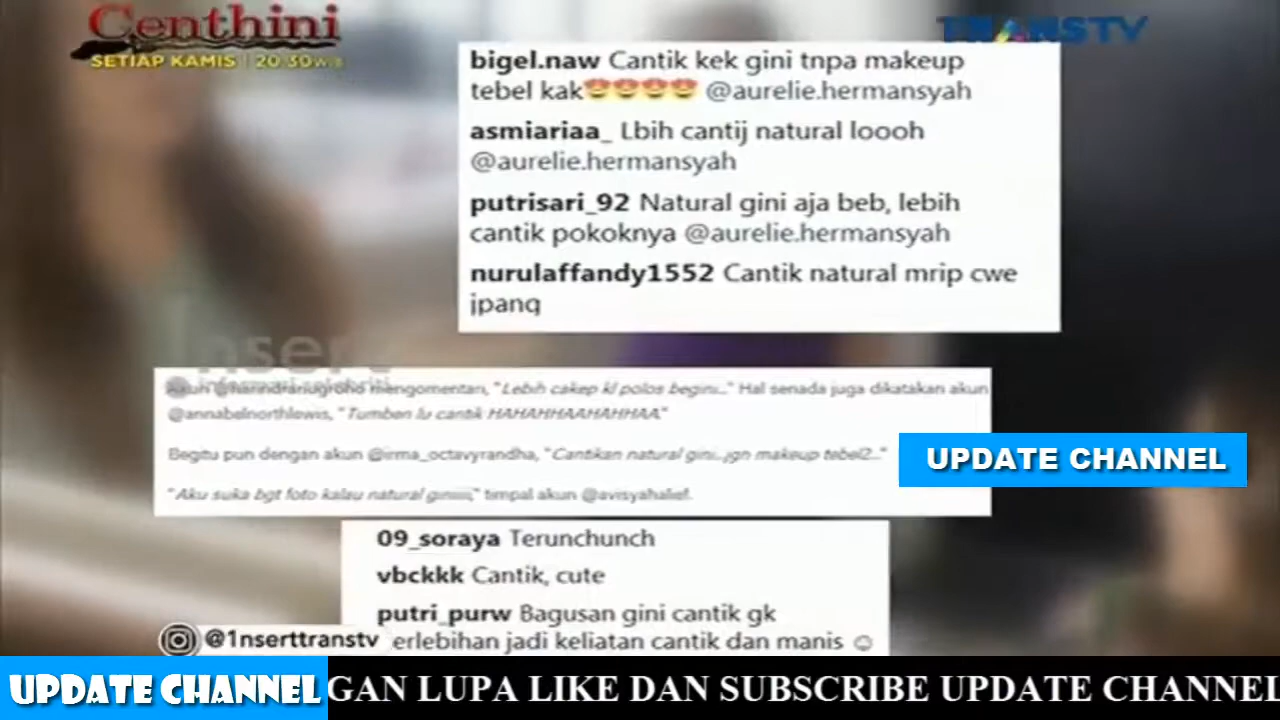 Centhini
SETIAP KAMIS | 20.30 WIB
TRANSTV
bigel.naw Cantik kek gini tnpa makeup
tebel kak😍😍😍😍 @aurelie.hermansyah
asmiariaa_ Lbih cantij natural loooh
@aurelie.hermansyah
putrisari_92 Natural gini aja beb, lebih
cantik pokoknya @aurelie.hermansyah
nurulaffandy1552 Cantik natural mrip cwe
jpanq
Insert
mengomentari, "Lebih cakep kl polos begini..." Hal senada juga dikatakan akun
@annabelnorthlewis, "Tumben lu cantik HAHAHHAAHAHHAA"
Begitu pun dengan akun @irma_octavyrandha, "Cantikan natural gini..jgn makeup tebel2.."
"Aku suka bgt foto kalau natural giniiii," timpal akun @avisyahalief.
UPDATE CHANNEL
09_soraya Terunchunch
vbckkk Cantik, cute
putri_purw Bagusan gini cantik gk
erlebihan jadi keliatan cantik dan manis ☺
@1nserttranstv
UPDATE CHANNEL
GAN LUPA LIKE DAN SUBSCRIBE UPDATE CHANNEL